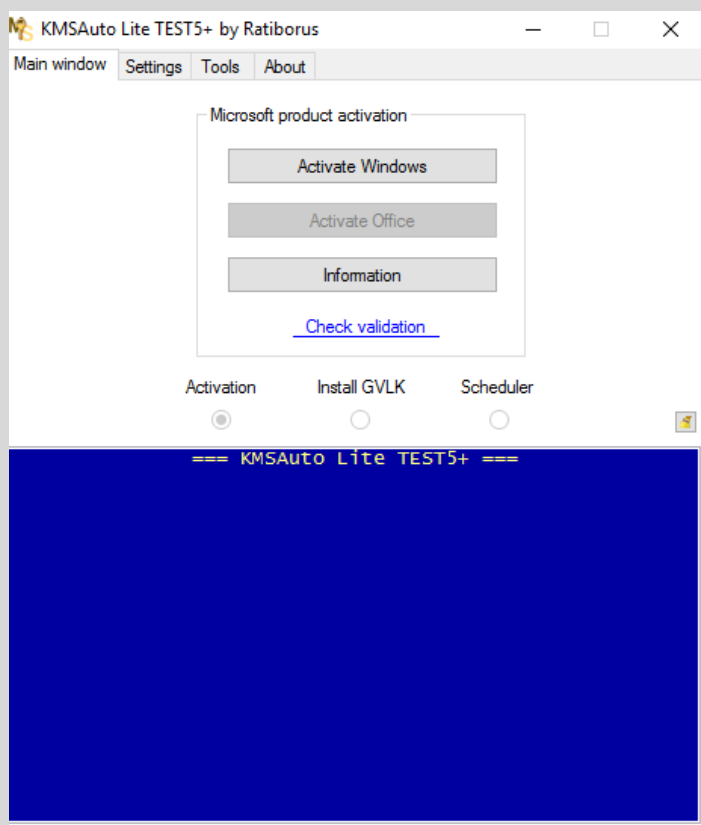 KMSAuto Lite TEST5+ by Ratiborus
Main window Settings Tools About
Microsoft product activation
Activate Windows
Activate Office
Information
Check validation
Activation Install GVLK Scheduler
=== KMSAuto Lite TEST5+ ===